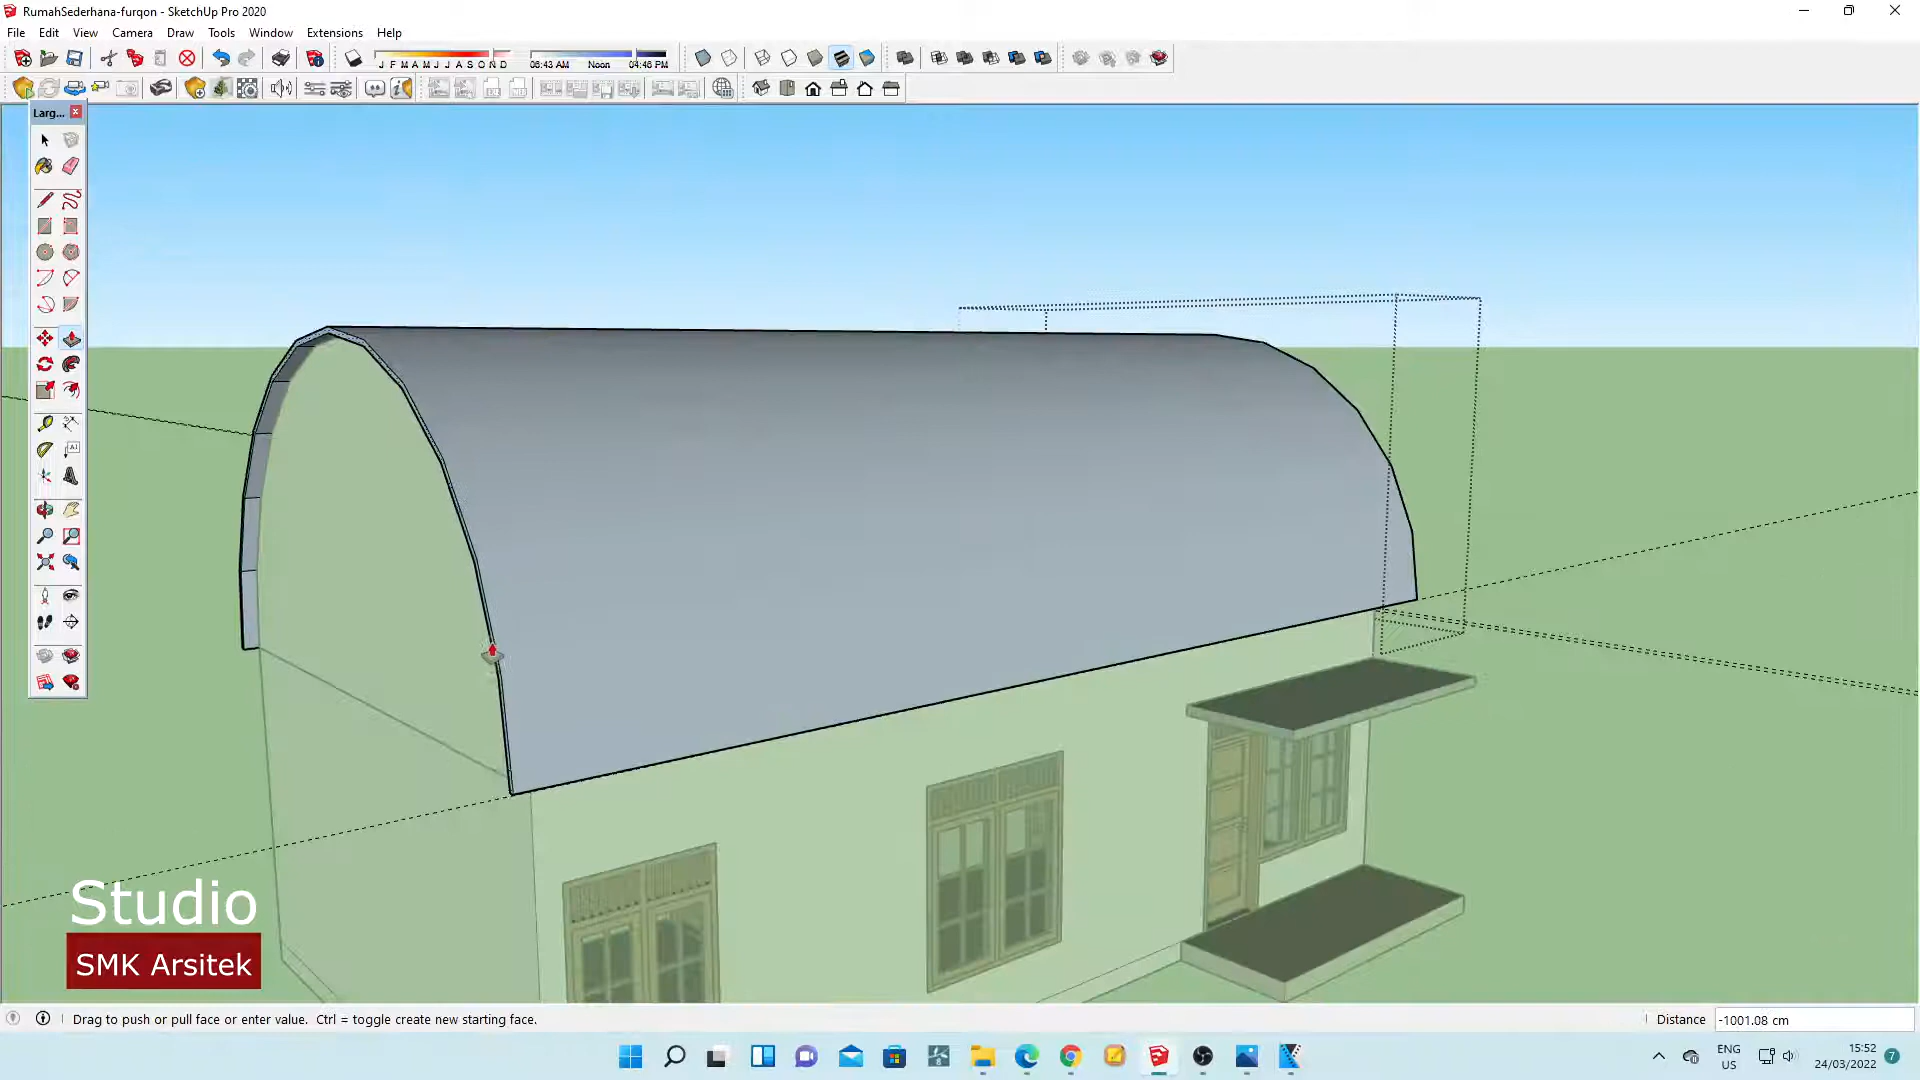 RumahSederhana-furqon - SketchUp Pro 2020
File Edit View Camera Draw Tools Window Extensions Help
J F M A M J J A S O N D 06:43 AM Noon 04:46 PM
Larg...
Studio
SMK Arsitek
Drag to push or pull face or enter value. Ctrl = toggle create new starting face.
Distance -1001.08 cm
ENG
US
15:52
24/03/2022
7